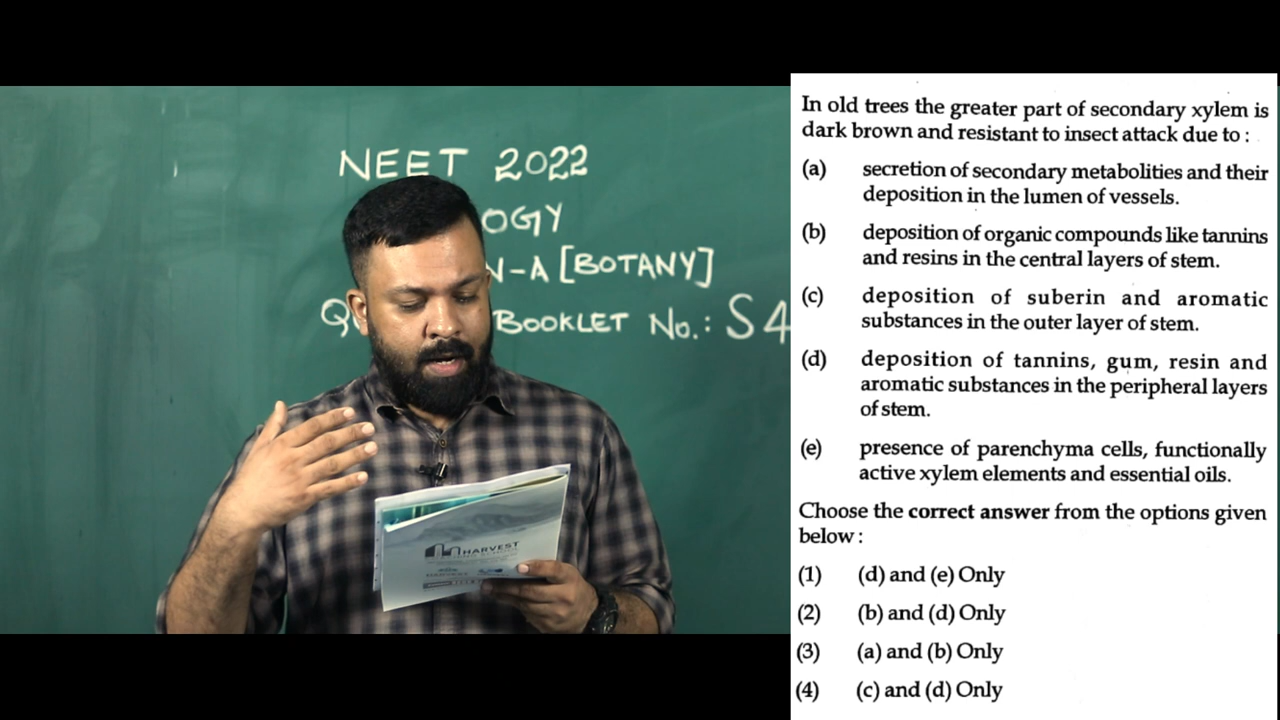 NEET 2022
OGY
N-A [BOTANY]
Q BOOKLET No.: S4
HARVEST
In old trees the greater part of secondary xylem is
dark brown and resistant to insect attack due to :
(a) secretion of secondary metabolities and their
deposition in the lumen of vessels.
(b) deposition of organic compounds like tannins
and resins in the central layers of stem.
(c) deposition of suberin and aromatic
substances in the outer layer of stem.
(d) deposition of tannins, gum, resin and
aromatic substances in the peripheral layers
of stem.
(e) presence of parenchyma cells, functionally
active xylem elements and essential oils.
Choose the correct answer from the options given
below :
(1) (d) and (e) Only
(2) (b) and (d) Only
(3) (a) and (b) Only
(4) (c) and (d) Only